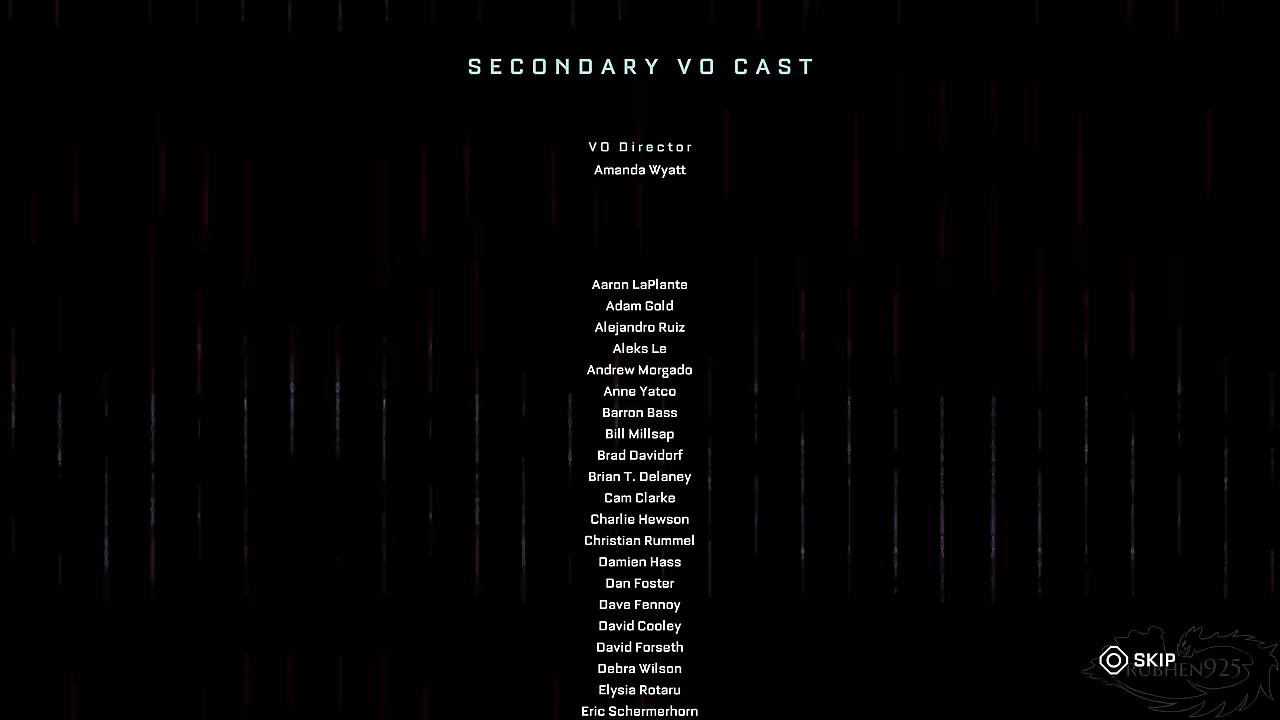 SECONDARY VO CAST
VO Director
Amanda Wyatt
Aaron LaPlante
Adam Gold
Alejandro Ruiz
Aleks Le
Andrew Morgado
Anne Yatco
Barron Bass
Bill Millsap
Brad Davidorf
Brian T. Delaney
Cam Clarke
Charlie Hewson
Christian Rummel
Damien Hass
Dan Foster
Dave Fennoy
David Cooley
David Forseth
Debra Wilson
Elysia Rotaru
Eric Schermerhorn
SKIP
RUBHEN925